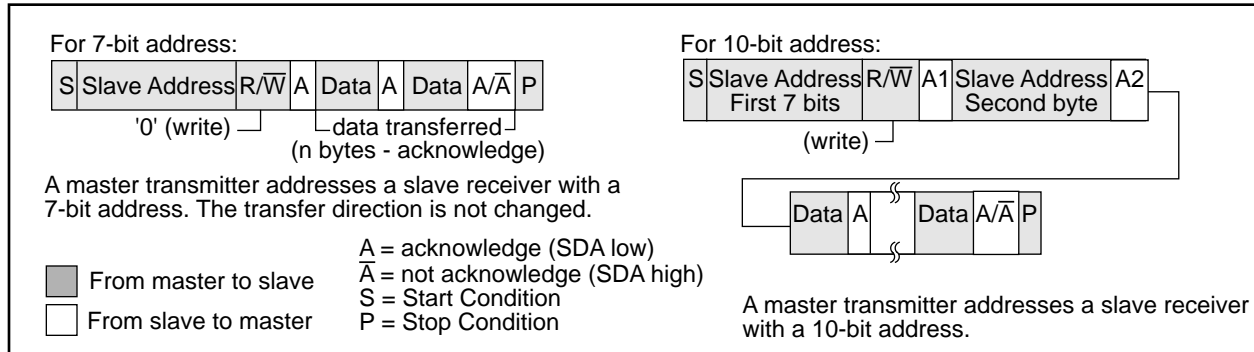 For 7-bit address:
S Slave Address R/W̅ A Data A Data A/A̅ P
'0' (write) data transferred
(n bytes - acknowledge)
A master transmitter addresses a slave receiver with a
7-bit address. The transfer direction is not changed.
From master to slave
From slave to master
A = acknowledge (SDA low)
A̅ = not acknowledge (SDA high)
S = Start Condition
P = Stop Condition
For 10-bit address:
S Slave Address First 7 bits R/W̅ A1 Slave Address Second byte A2
(write)
Data A Data A/A̅ P
A master transmitter addresses a slave receiver
with a 10-bit address.